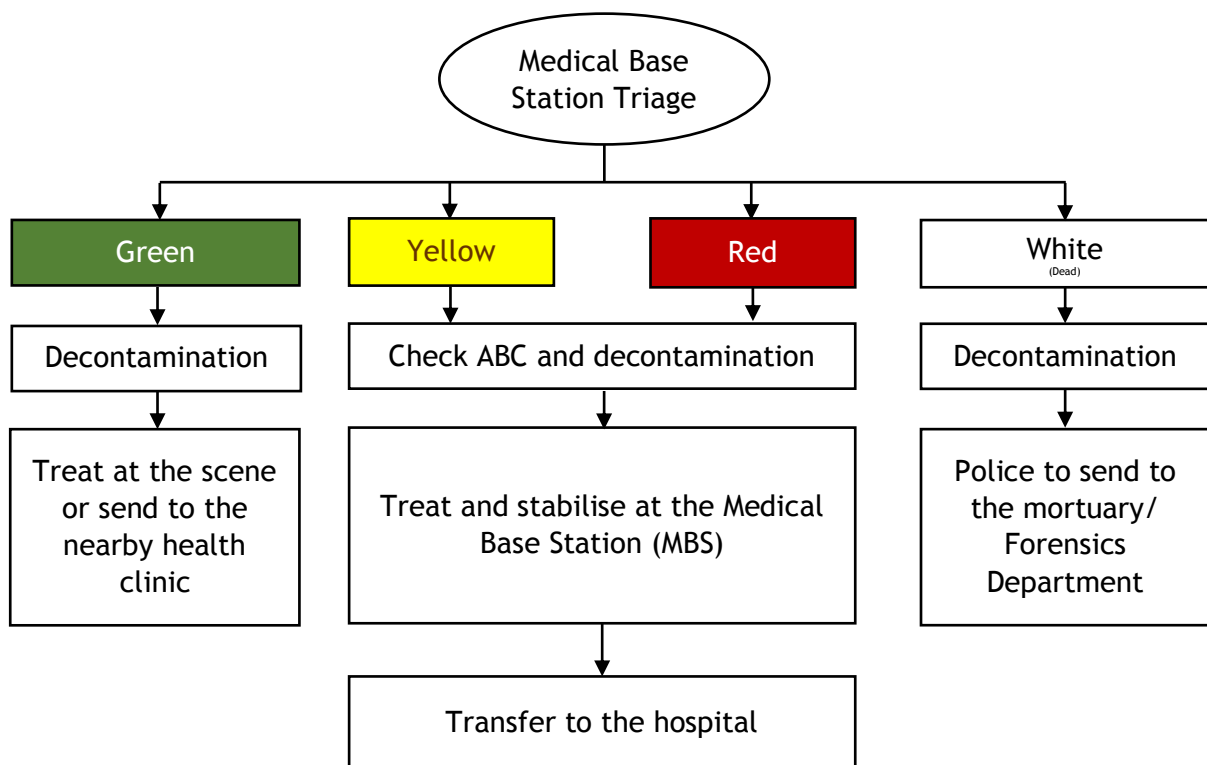 Medical Base
Station Triage
Green
Yellow
Red
White
(Dead)
Decontamination
Check ABC and decontamination
Decontamination
Treat at the scene
or send to the
nearby health
clinic
Treat and stabilise at the Medical
Base Station (MBS)
Police to send to
the mortuary/
Forensics
Department
Transfer to the hospital